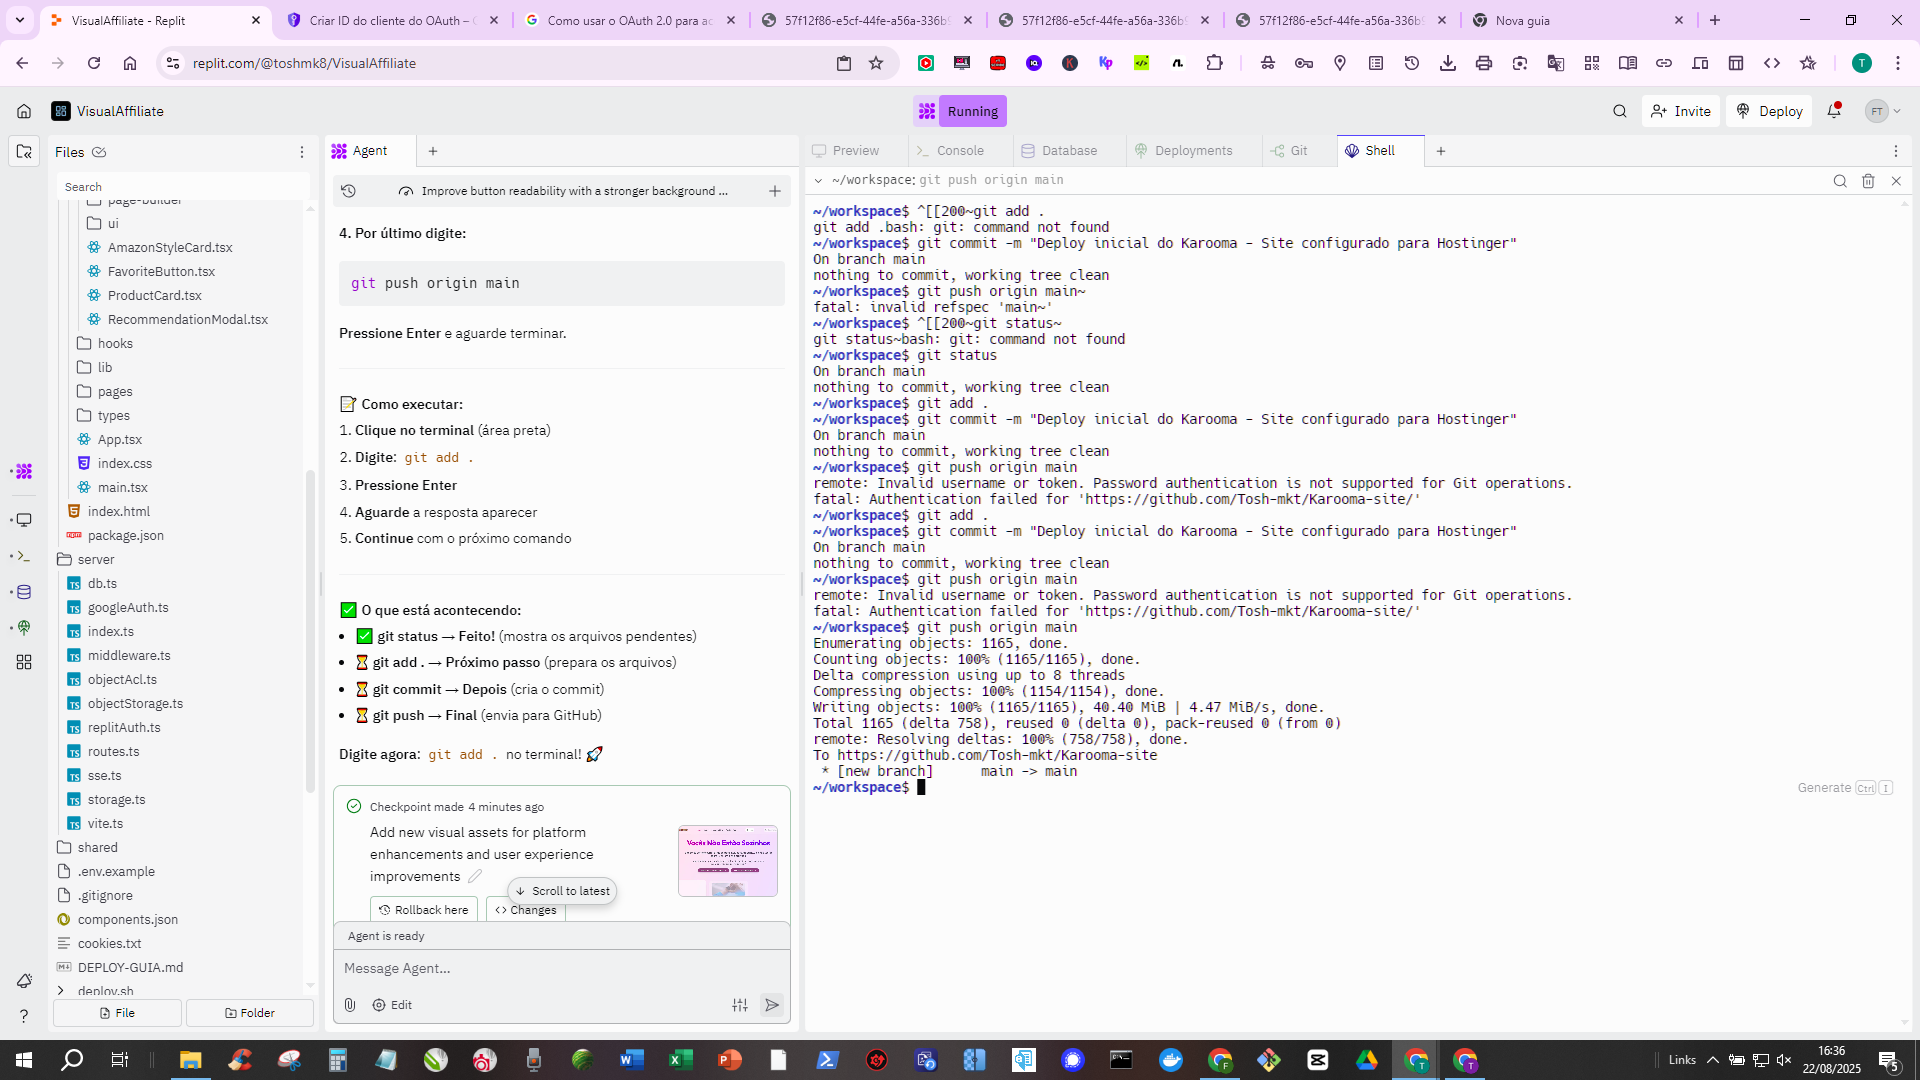 VisualAffiliate - Replit
Criar ID do cliente do OAuth –
Como usar o OAuth 2.0 para ac
57f12f86-e5cf-44fe-a56a-336b
57f12f86-e5cf-44fe-a56a-336b
57f12f86-e5cf-44fe-a56a-336b
Nova guia
replit.com/@toshmk8/VisualAffiliate
VisualAffiliate
Running
Invite
Deploy
FT
Files
Search
page-builder
ui
AmazonStyleCard.tsx
FavoriteButton.tsx
ProductCard.tsx
RecommendationModal.tsx
hooks
lib
pages
types
App.tsx
index.css
main.tsx
index.html
package.json
server
db.ts
googleAuth.ts
index.ts
middleware.ts
objectAcl.ts
objectStorage.ts
replitAuth.ts
routes.ts
sse.ts
storage.ts
vite.ts
shared
.env.example
.gitignore
components.json
cookies.txt
DEPLOY-GUIA.md
deploy.sh
File
Folder
Agent
Improve button readability with a stronger background ...
4. Por último digite:
git push origin main
Pressione Enter e aguarde terminar.
📝 Como executar:
1. Clique no terminal (área preta)
2. Digite: git add .
3. Pressione Enter
4. Aguarde a resposta aparecer
5. Continue com o próximo comando
✅ O que está acontecendo:
• ✅ git status → Feito! (mostra os arquivos pendentes)
• ⏳ git add . → Próximo passo (prepara os arquivos)
• ⏳ git commit → Depois (cria o commit)
• ⏳ git push → Final (envia para GitHub)
Digite agora: git add . no terminal! 🚀
Checkpoint made 4 minutes ago
Add new visual assets for platform
enhancements and user experience
improvements
Vocês Não Estão Sozinhos
Scroll to latest
Rollback here
Changes
Agent is ready
Message Agent...
Edit
Preview
Console
Database
Deployments
Git
Shell
~/workspace: git push origin main
~/workspace$ ^[[200~git add .
git add .bash: git: command not found
~/workspace$ git commit -m "Deploy inicial do Karooma - Site configurado para Hostinger"
On branch main
nothing to commit, working tree clean
~/workspace$ git push origin main~
fatal: invalid refspec 'main~'
~/workspace$ ^[[200~git status~
git status~bash: git: command not found
~/workspace$ git status
On branch main
nothing to commit, working tree clean
~/workspace$ git add .
~/workspace$ git commit -m "Deploy inicial do Karooma - Site configurado para Hostinger"
On branch main
nothing to commit, working tree clean
~/workspace$ git push origin main
remote: Invalid username or token. Password authentication is not supported for Git operations.
fatal: Authentication failed for 'https://github.com/Tosh-mkt/Karooma-site/'
~/workspace$ git add .
~/workspace$ git commit -m "Deploy inicial do Karooma - Site configurado para Hostinger"
On branch main
nothing to commit, working tree clean
~/workspace$ git push origin main
remote: Invalid username or token. Password authentication is not supported for Git operations.
fatal: Authentication failed for 'https://github.com/Tosh-mkt/Karooma-site/'
~/workspace$ git push origin main
Enumerating objects: 1165, done.
Counting objects: 100% (1165/1165), done.
Delta compression using up to 8 threads
Compressing objects: 100% (1154/1154), done.
Writing objects: 100% (1165/1165), 40.40 MiB | 4.47 MiB/s, done.
Total 1165 (delta 758), reused 0 (delta 0), pack-reused 0 (from 0)
remote: Resolving deltas: 100% (758/758), done.
To https://github.com/Tosh-mkt/Karooma-site
* [new branch] main -> main
~/workspace$
Generate Ctrl I
Links
16:36
22/08/2025
5